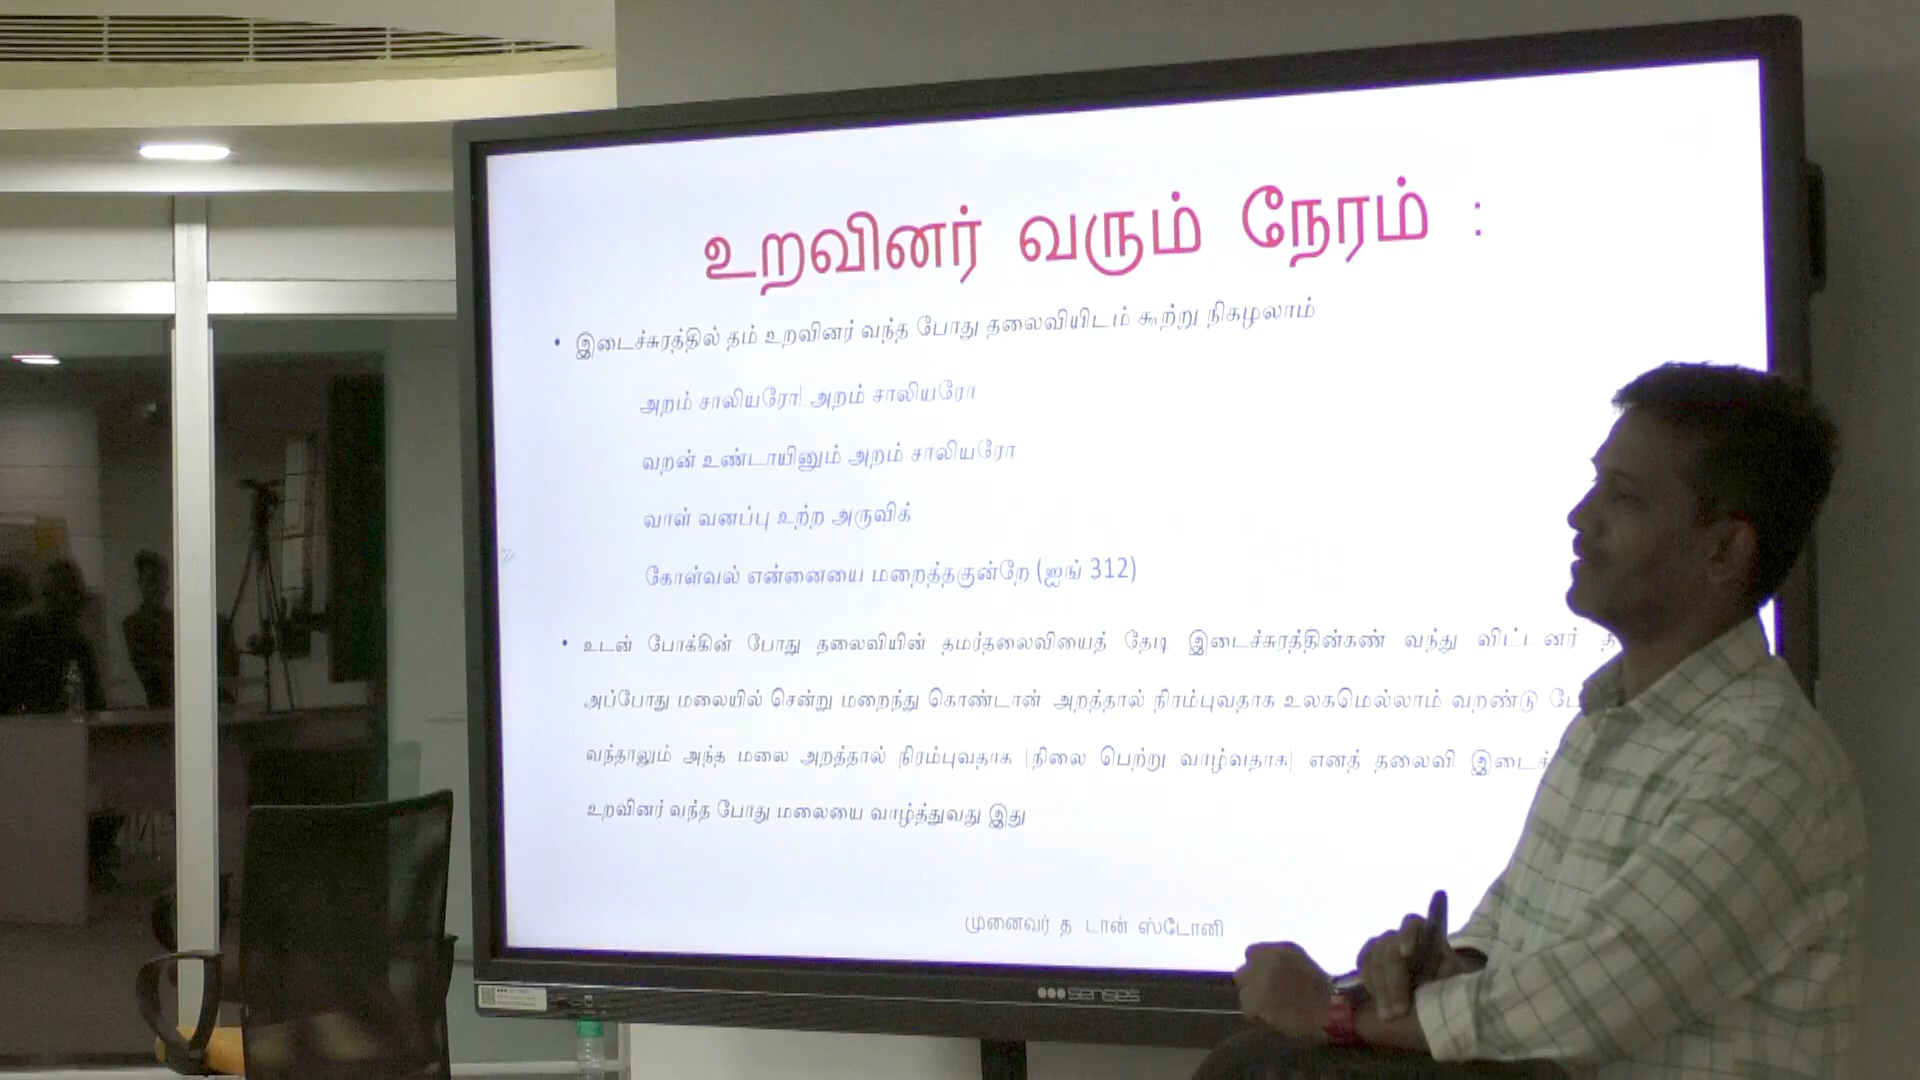 உறவினர் வரும் நேரம் :
• இடைச்சுரத்தில் தம் உறவினர் வந்த போது தலைவியிடம் கூற்று நிகழலாம்
அறம் சாலியரோ! அறம் சாலியரோ
வறன் உண்டாயினும் அறம் சாலியரோ
வாள் வனப்பு உற்ற அருவிக்
கோள்வல் என்னையை மறைத்தகுன்றே (ஐங் 312)
• உடன் போக்கின் போது தலைவியின் தமர்தலைவியைத் தேடி இடைச்சுரத்தின்கண் வந்து விட்டனர்
அப்போது மலையில் சென்று மறைந்து கொண்டான் அறத்தால் நிரம்புவதாக உலகமெல்லாம் வறண்டு
வந்தாலும் அந்த மலை அறத்தால் நிரம்புவதாக (நிலை பெற்று வாழ்வதாக) எனத் தலைவி
உறவினர் வந்த போது மலையை வாழ்த்துவது இது
முனைவர் த டான் ஸ்டோனி
senses